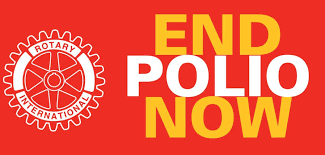 ROTARY
INTERNATIONAL
END
POLIO
NOW